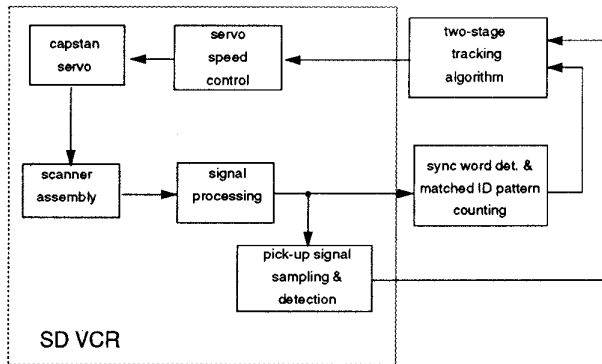 capstan
servo
servo
speed
control
two-stage
tracking
algorithm
scanner
assembly
signal
processing
sync word det. &
matched ID pattern
counting
pick-up signal
sampling &
detection
SD VCR